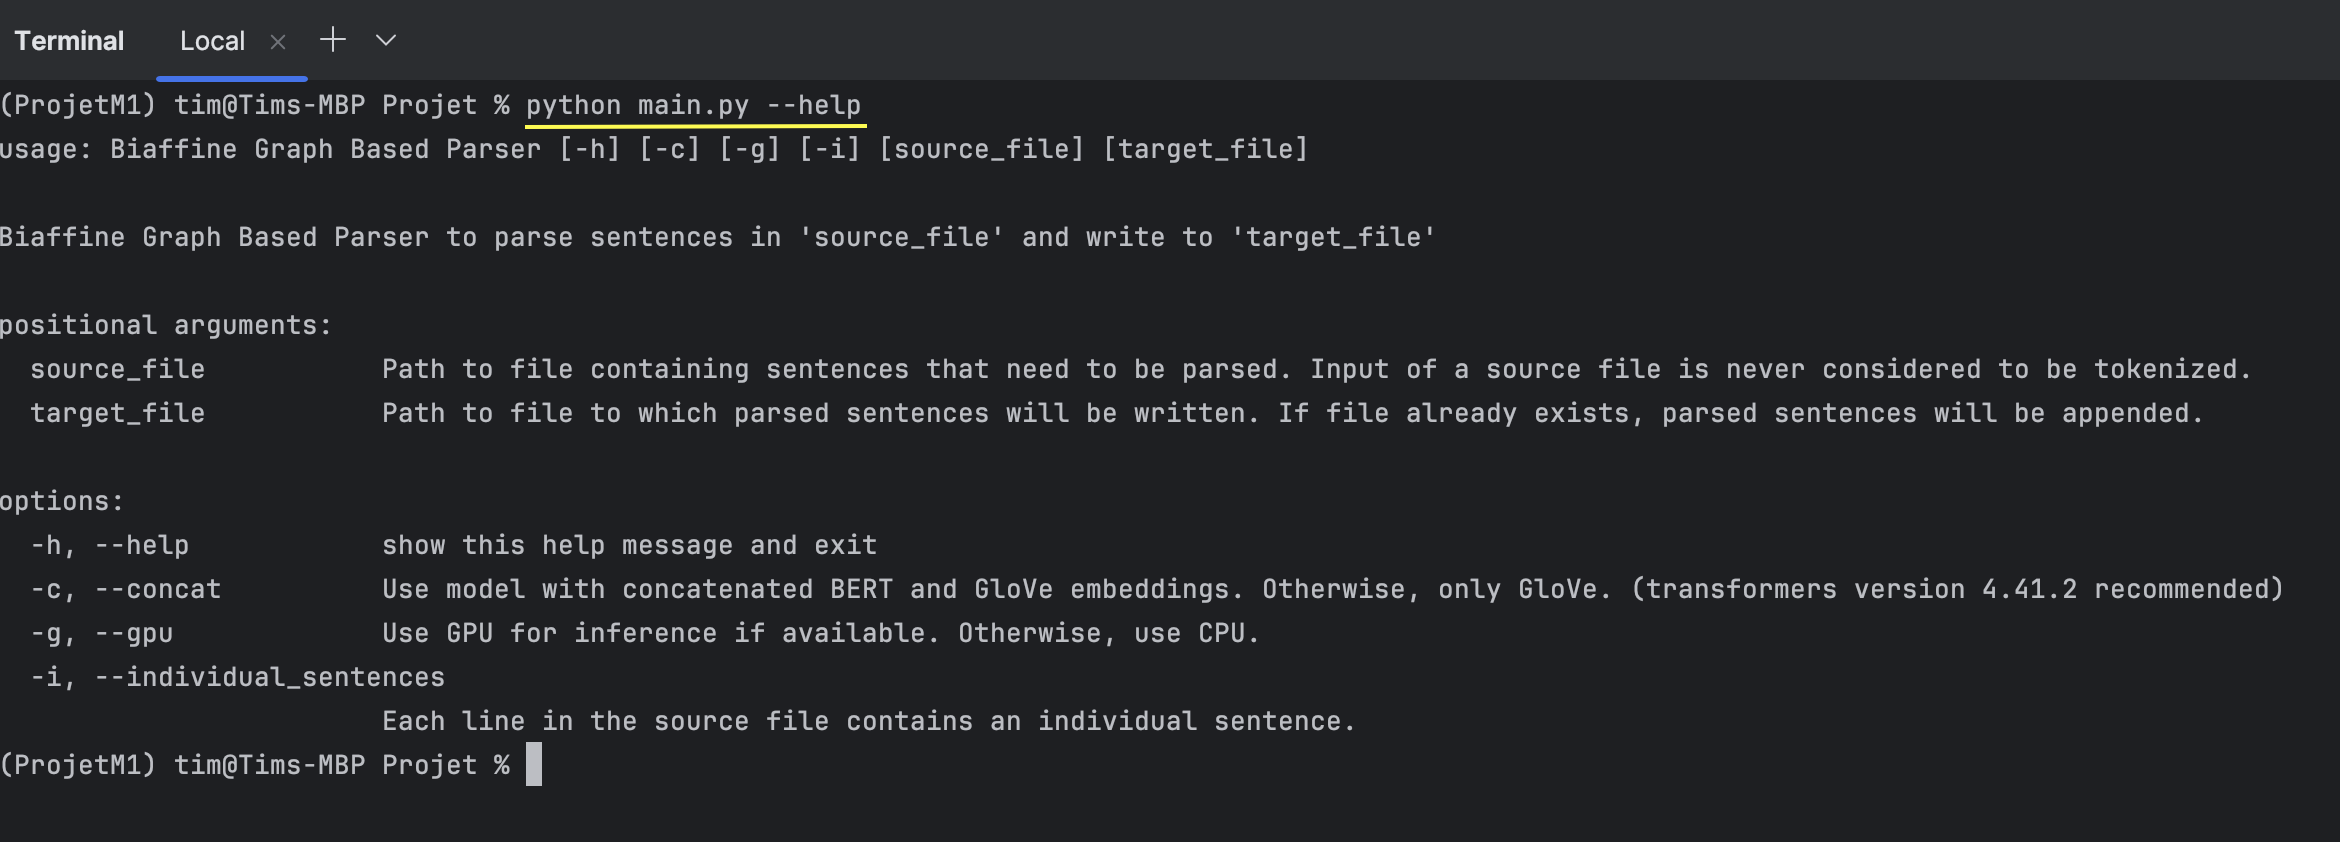 Terminal Local
(ProjetM1) tim@Tims-MBP Projet % python main.py --help
usage: Biaffine Graph Based Parser [-h] [-c] [-g] [-i] [source_file] [target_file]
Biaffine Graph Based Parser to parse sentences in 'source_file' and write to 'target_file'
positional arguments:
source_file Path to file containing sentences that need to be parsed. Input of a source file is never considered to be tokenized.
target_file Path to file to which parsed sentences will be written. If file already exists, parsed sentences will be appended.
options:
-h, --help show this help message and exit
-c, --concat Use model with concatenated BERT and GloVe embeddings. Otherwise, only GloVe. (transformers version 4.41.2 recommended)
-g, --gpu Use GPU for inference if available. Otherwise, use CPU.
-i, --individual_sentences
Each line in the source file contains an individual sentence.
(ProjetM1) tim@Tims-MBP Projet %